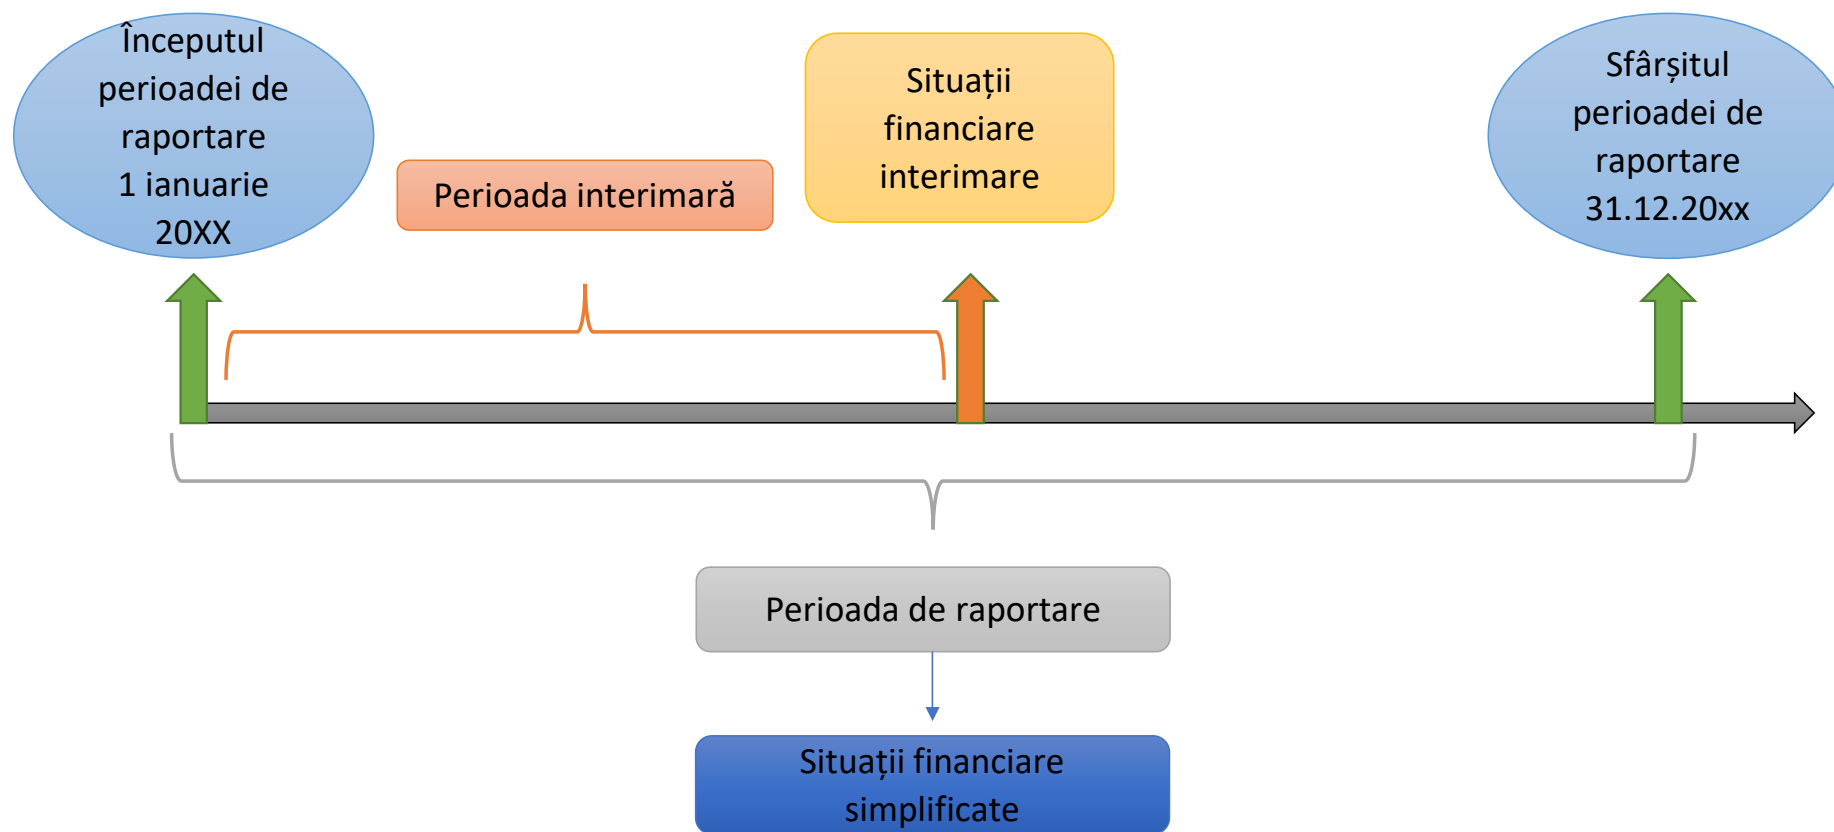 Începutul
perioadei de
raportare
1 ianuarie
20XX
Perioada interimară
Situații
financiare
interimare
Sfârșitul
perioadei de
raportare
31.12.20xx
Perioada de raportare
Situații financiare
simplificate